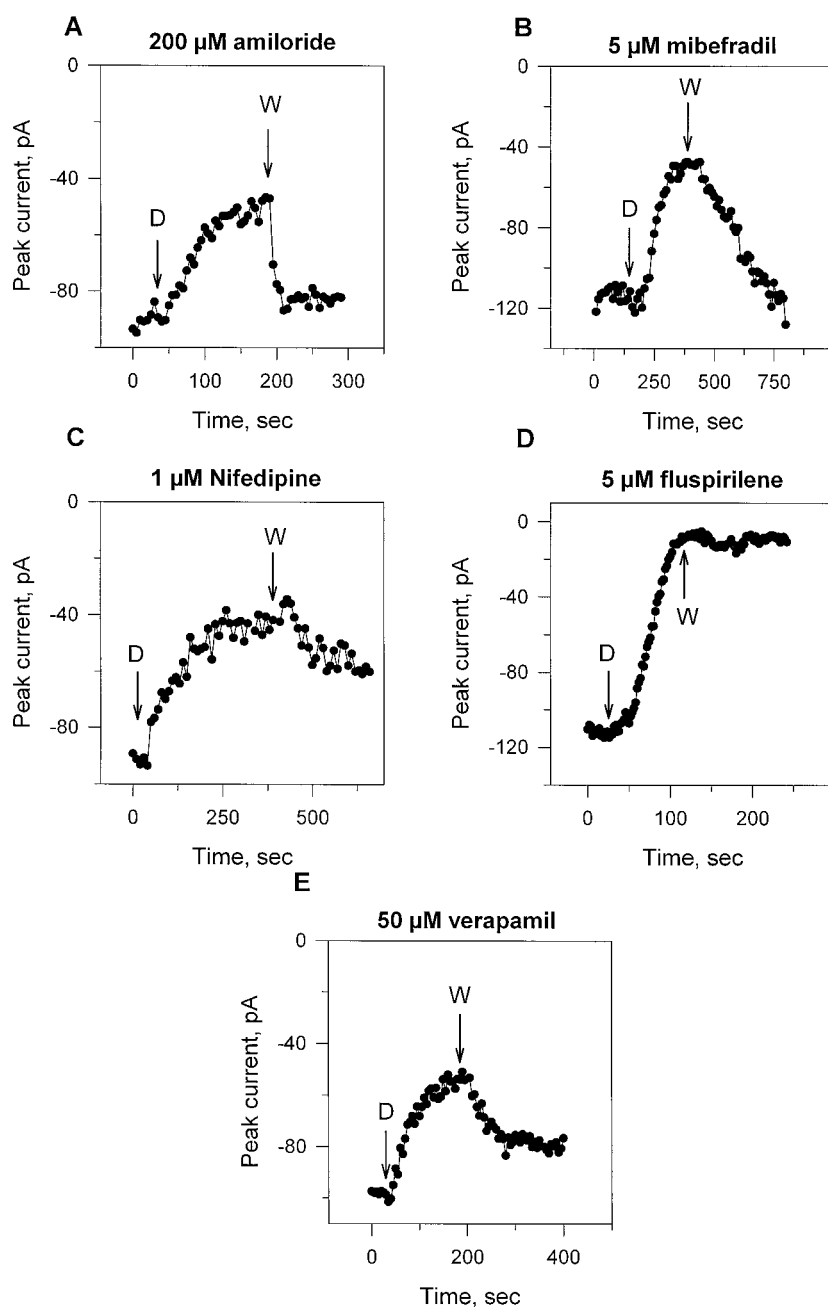 A
200 µM amiloride
0
-40
-80
Peak current, pA
D
W
0 100 200 300
Time, sec
B
5 µM mibefradil
0
-40
-80
-120
Peak current, pA
D
W
0 250 500 750
Time, sec
C
1 µM Nifedipine
0
-40
-80
Peak current, pA
D
W
0 250 500
Time, sec
D
5 µM fluspirilene
0
-40
-80
-120
Peak current, pA
D
W
0 100 200
Time, sec
E
50 µM verapamil
0
-40
-80
Peak current, pA
D
W
0 200 400
Time, sec